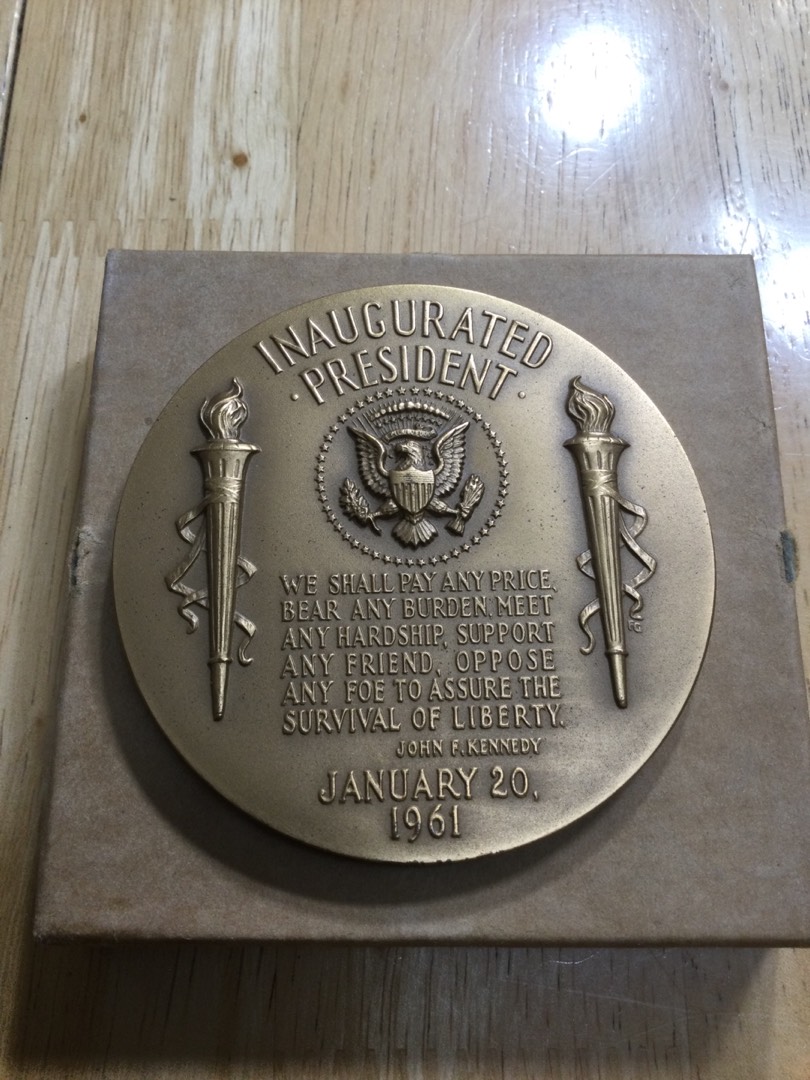 INAUGURATED
· PRESIDENT ·
WE SHALL PAY ANY PRICE,
BEAR ANY BURDEN, MEET
ANY HARDSHIP, SUPPORT
ANY FRIEND, OPPOSE
ANY FOE TO ASSURE THE
SURVIVAL OF LIBERTY.
JOHN F. KENNEDY
JANUARY 20,
1961